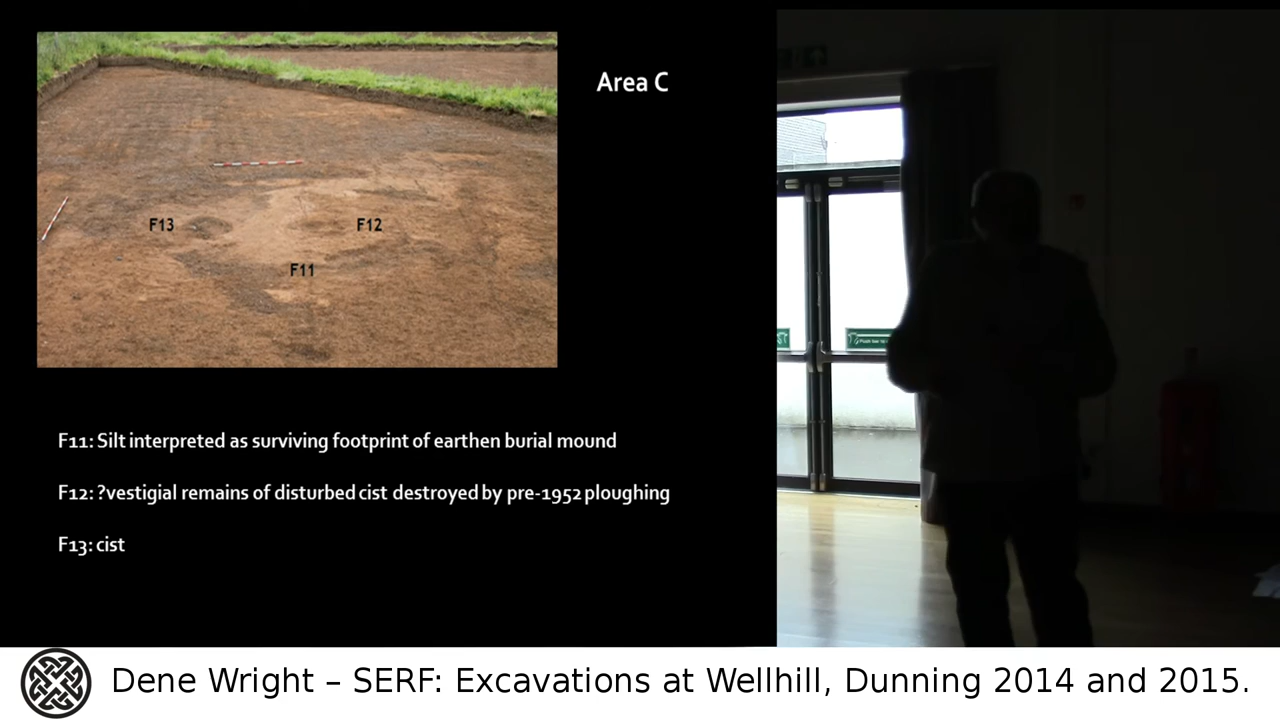 Area C
F13
F12
F11
F11: Silt interpreted as surviving footprint of earthen burial mound
F12: ?vestigial remains of disturbed cist destroyed by pre-1952 ploughing
F13: cist
Dene Wright – SERF: Excavations at Wellhill, Dunning 2014 and 2015.